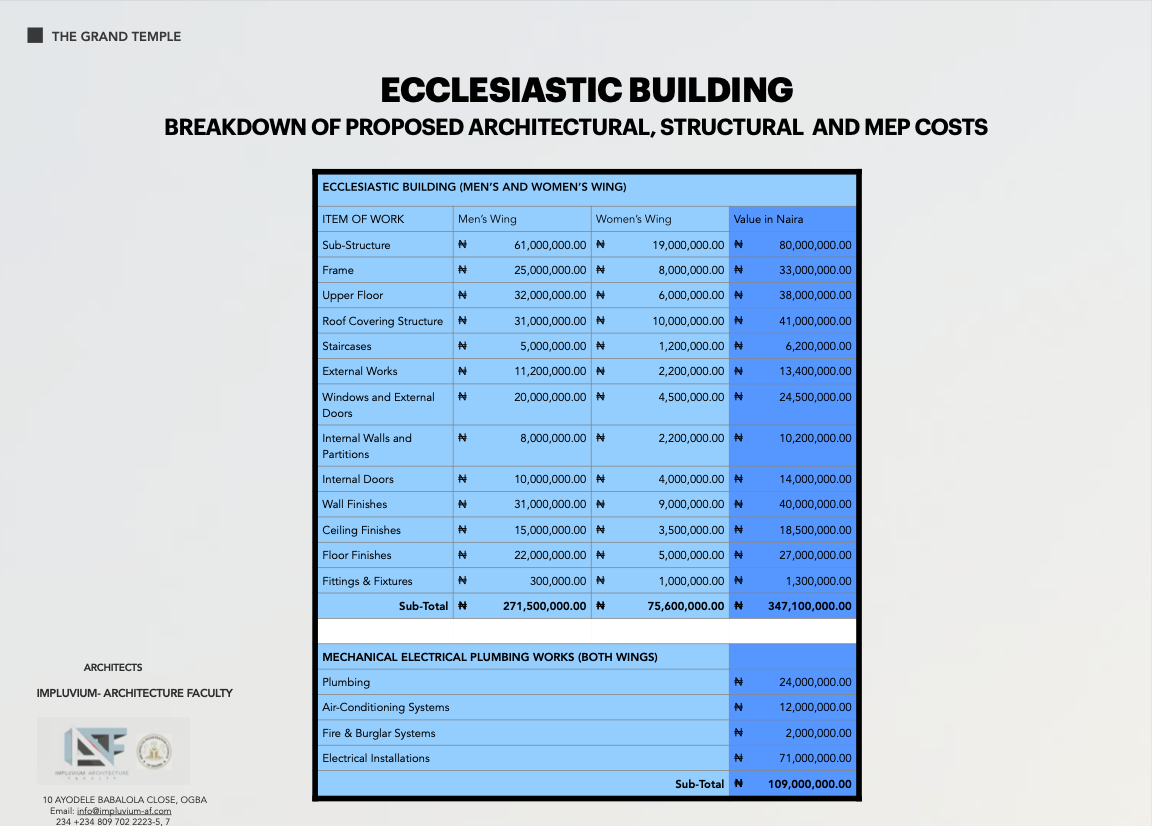 THE GRAND TEMPLE
ECCLESIASTIC BUILDING
BREAKDOWN OF PROPOSED ARCHITECTURAL, STRUCTURAL AND MEP COSTS
ECCLESIASTIC BUILDING (MEN'S AND WOMEN'S WING)
ITEM OF WORK Men's Wing Women's Wing Value in Naira
Sub-Structure ₦ 61,000,000.00 ₦ 19,000,000.00 ₦ 80,000,000.00
Frame ₦ 25,000,000.00 ₦ 8,000,000.00 ₦ 33,000,000.00
Upper Floor ₦ 32,000,000.00 ₦ 6,000,000.00 ₦ 38,000,000.00
Roof Covering Structure ₦ 31,000,000.00 ₦ 10,000,000.00 ₦ 41,000,000.00
Staircases ₦ 5,000,000.00 ₦ 1,200,000.00 ₦ 6,200,000.00
External Works ₦ 11,200,000.00 ₦ 2,200,000.00 ₦ 13,400,000.00
Windows and External ₦ 20,000,000.00 ₦ 4,500,000.00 ₦ 24,500,000.00
Doors
Internal Walls and ₦ 8,000,000.00 ₦ 2,200,000.00 ₦ 10,200,000.00
Partitions
Internal Doors ₦ 10,000,000.00 ₦ 4,000,000.00 ₦ 14,000,000.00
Wall Finishes ₦ 31,000,000.00 ₦ 9,000,000.00 ₦ 40,000,000.00
Ceiling Finishes ₦ 15,000,000.00 ₦ 3,500,000.00 ₦ 18,500,000.00
Floor Finishes ₦ 22,000,000.00 ₦ 5,000,000.00 ₦ 27,000,000.00
Fittings & Fixtures ₦ 300,000.00 ₦ 1,000,000.00 ₦ 1,300,000.00
Sub-Total ₦ 271,500,000.00 ₦ 75,600,000.00 ₦ 347,100,000.00
MECHANICAL ELECTRICAL PLUMBING WORKS (BOTH WINGS)
Plumbing ₦ 24,000,000.00
Air-Conditioning Systems ₦ 12,000,000.00
Fire & Burglar Systems ₦ 2,000,000.00
Electrical Installations ₦ 71,000,000.00
Sub-Total ₦ 109,000,000.00
ARCHITECTS
IMPLUVIUM- ARCHITECTURE FACULTY
IMPLUVIUM ARCHITECTURE
FACULTY
10 AYODELE BABALOLA CLOSE, OGBA
Email: info@impluvium-af.com
234 +234 809 702 2223-5, 7